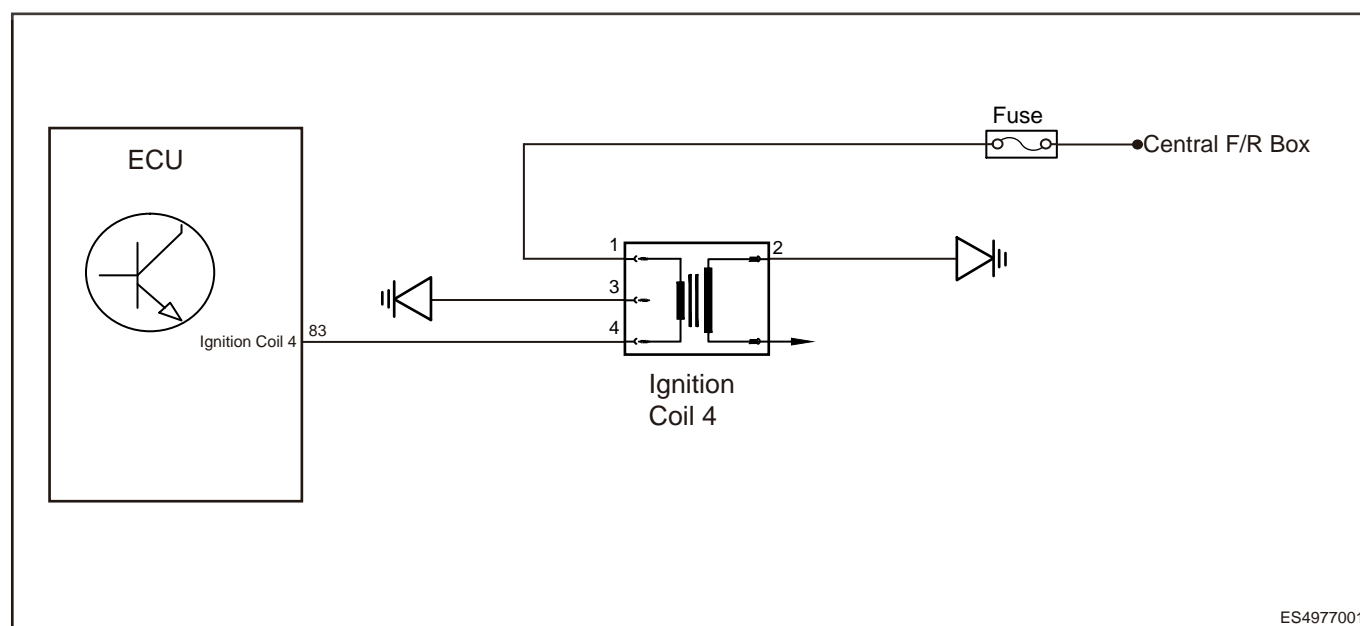 Fuse
Central F/R Box
ECU
1
2
3
4
Ignition Coil 4
83
Ignition
Coil 4
ES4977001